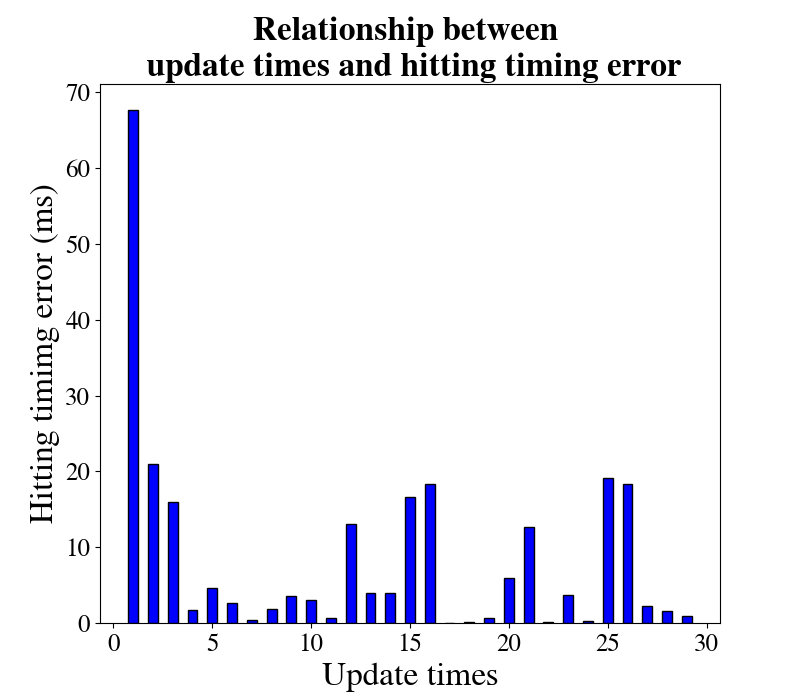 Relationship between
update times and hitting timing error
Hitting timimg error (ms)
70
60
50
40
30
20
10
0
0 5 10 15 20 25 30
Update times